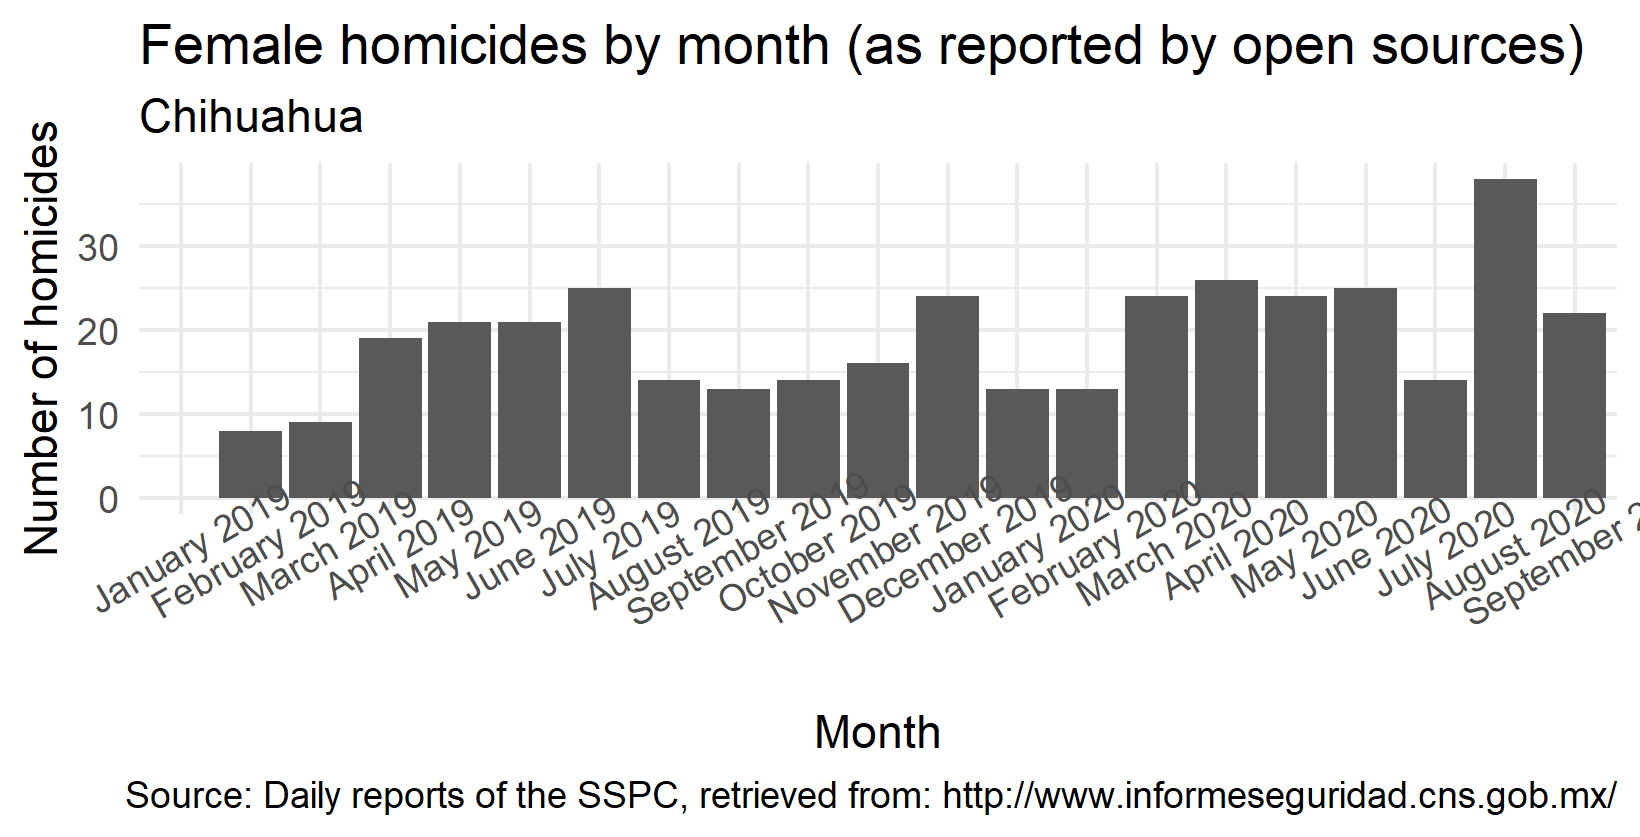 Female homicides by month (as reported by open sources)
Chihuahua
Number of homicides
30
20
10
0
January 2019
February 2019
March 2019
April 2019
May 2019
June 2019
July 2019
August 2019
September 2019
October 2019
November 2019
December 2019
January 2020
February 2020
March 2020
April 2020
May 2020
June 2020
July 2020
August 2020
September 2
Month
Source: Daily reports of the SSPC, retrieved from: http://www.informeseguridad.cns.gob.mx/